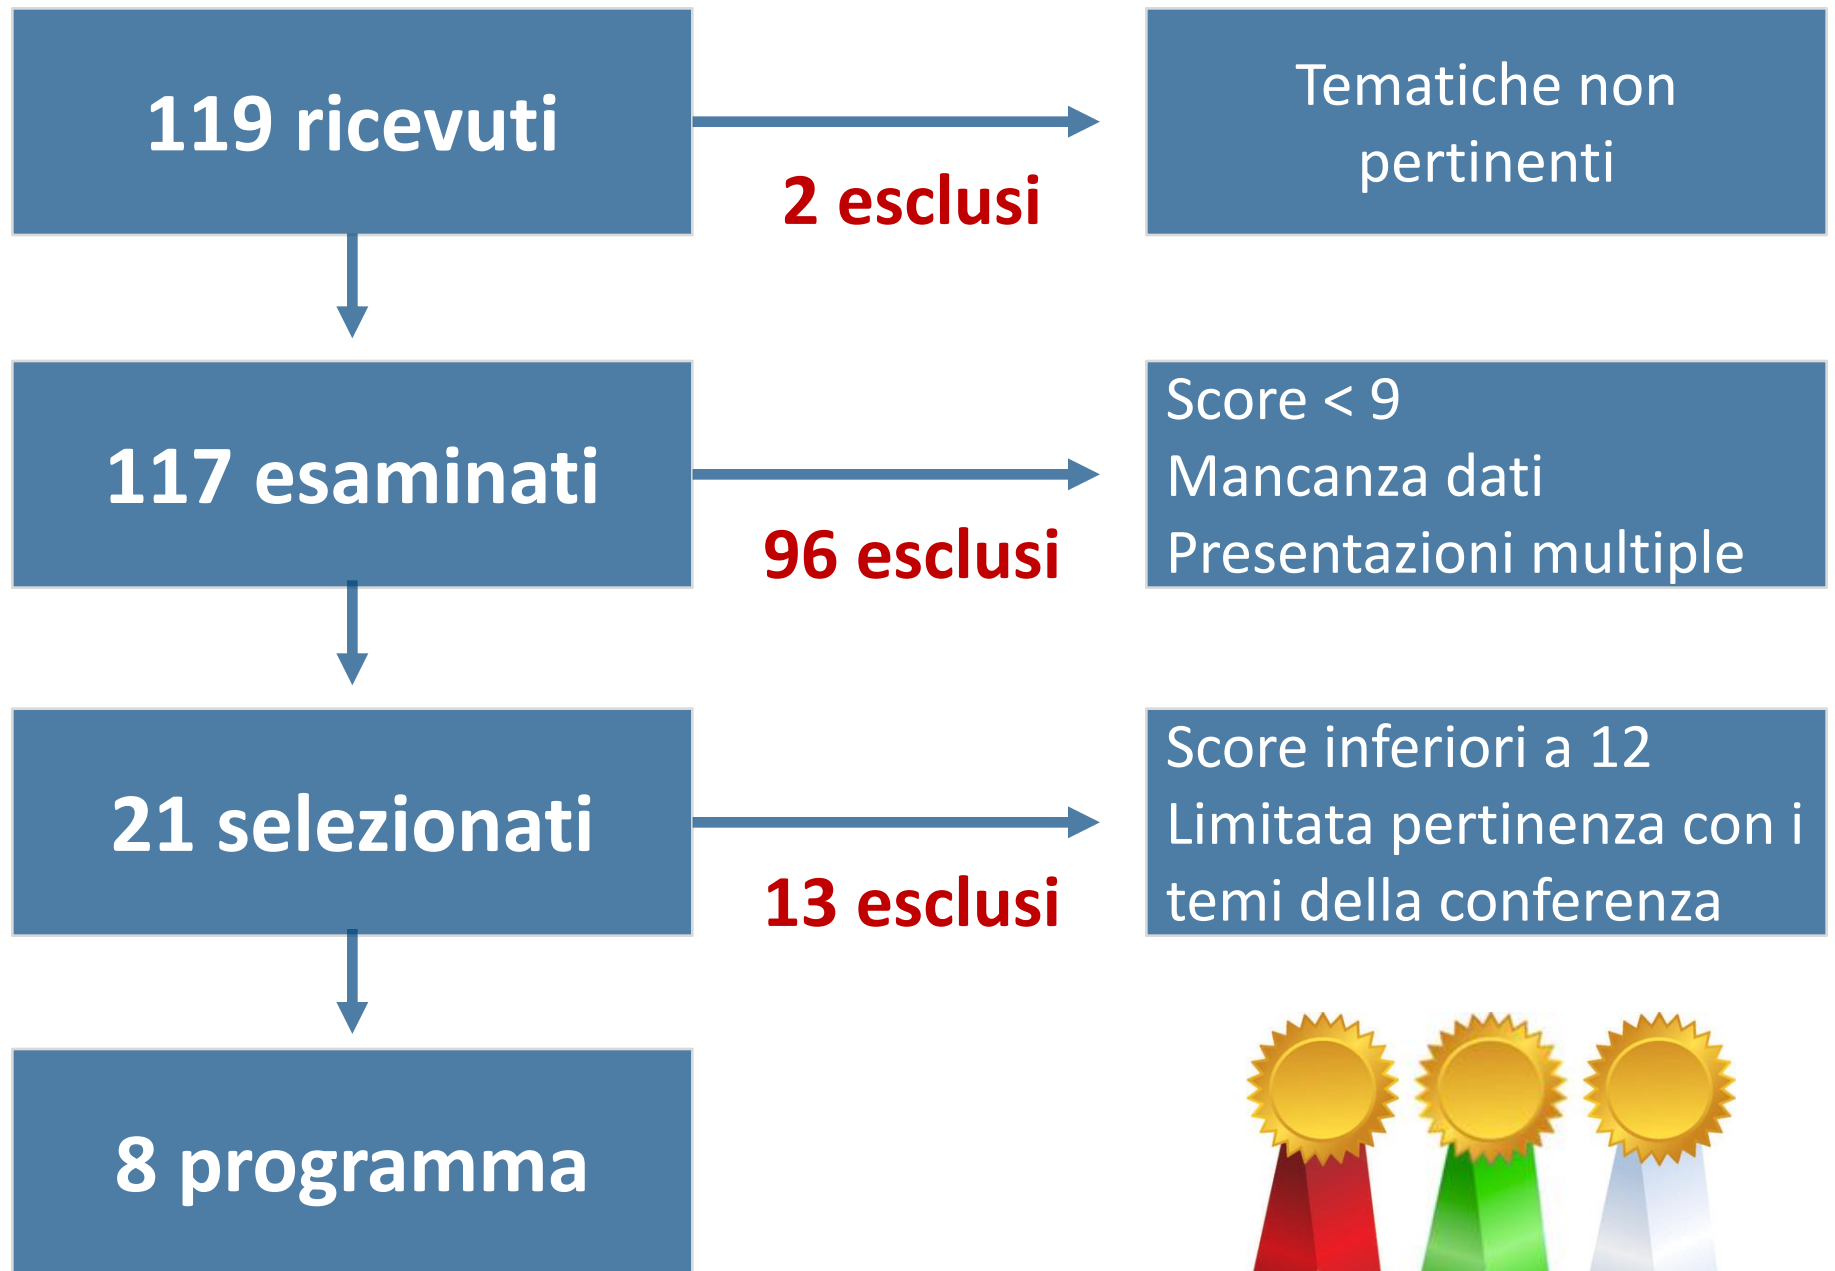 119 ricevuti
2 esclusi
Tematiche non
pertinenti
117 esaminati
96 esclusi
Score < 9
Mancanza dati
Presentazioni multiple
21 selezionati
13 esclusi
Score inferiori a 12
Limitata pertinenza con i
temi della conferenza
8 programma